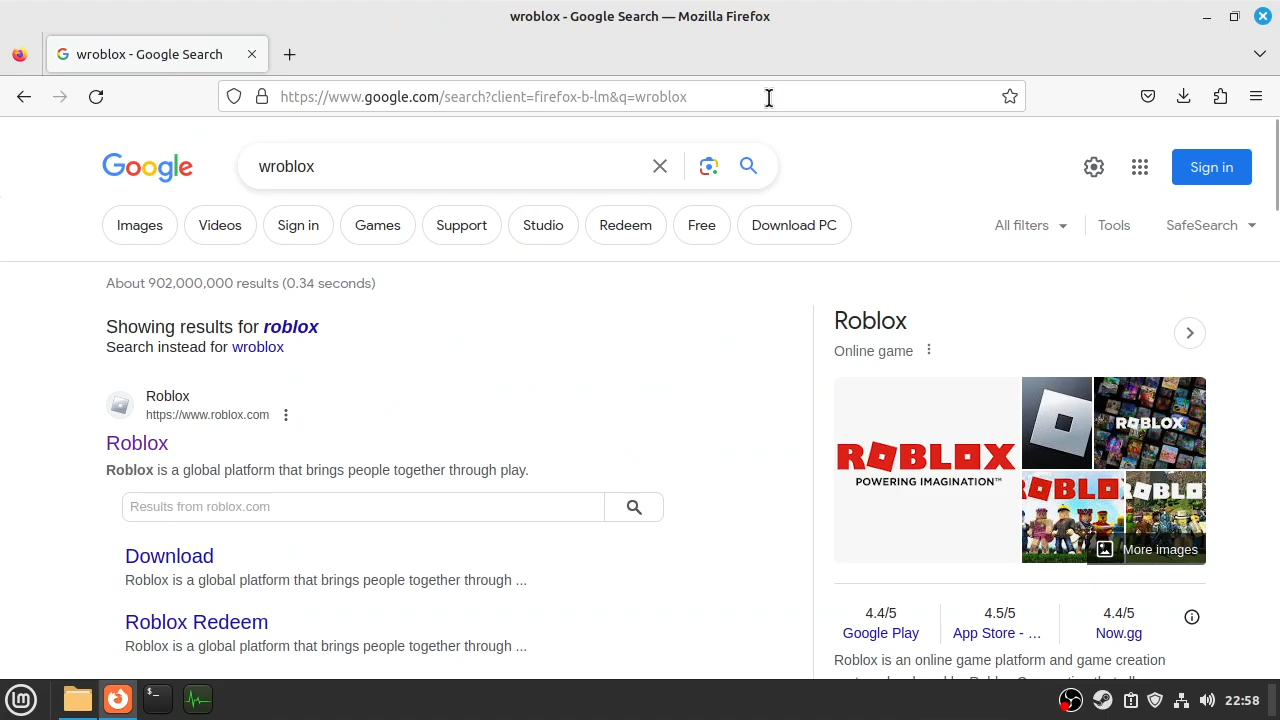 wroblox - Google Search — Mozilla Firefox
wroblox - Google Search
https://www.google.com/search?client=firefox-b-lm&q=wroblox
Google
wroblox
Sign in
Images
Videos
Sign in
Games
Support
Studio
Redeem
Free
Download PC
All filters
Tools
SafeSearch
About 902,000,000 results (0.34 seconds)
Showing results for roblox
Search instead for wroblox
Roblox
https://www.roblox.com
Roblox
Roblox is a global platform that brings people together through play.
Results from roblox.com
Download
Roblox is a global platform that brings people together through ...
Roblox Redeem
Roblox is a global platform that brings people together through ...
Roblox
Online game
ROBLOX
POWERING IMAGINATION™
ROBLOX
ROBLOX
ROBLOX
More images
4.4/5
Google Play
4.5/5
App Store - …
4.4/5
Now.gg
Roblox is an online game platform and game creation
22:58